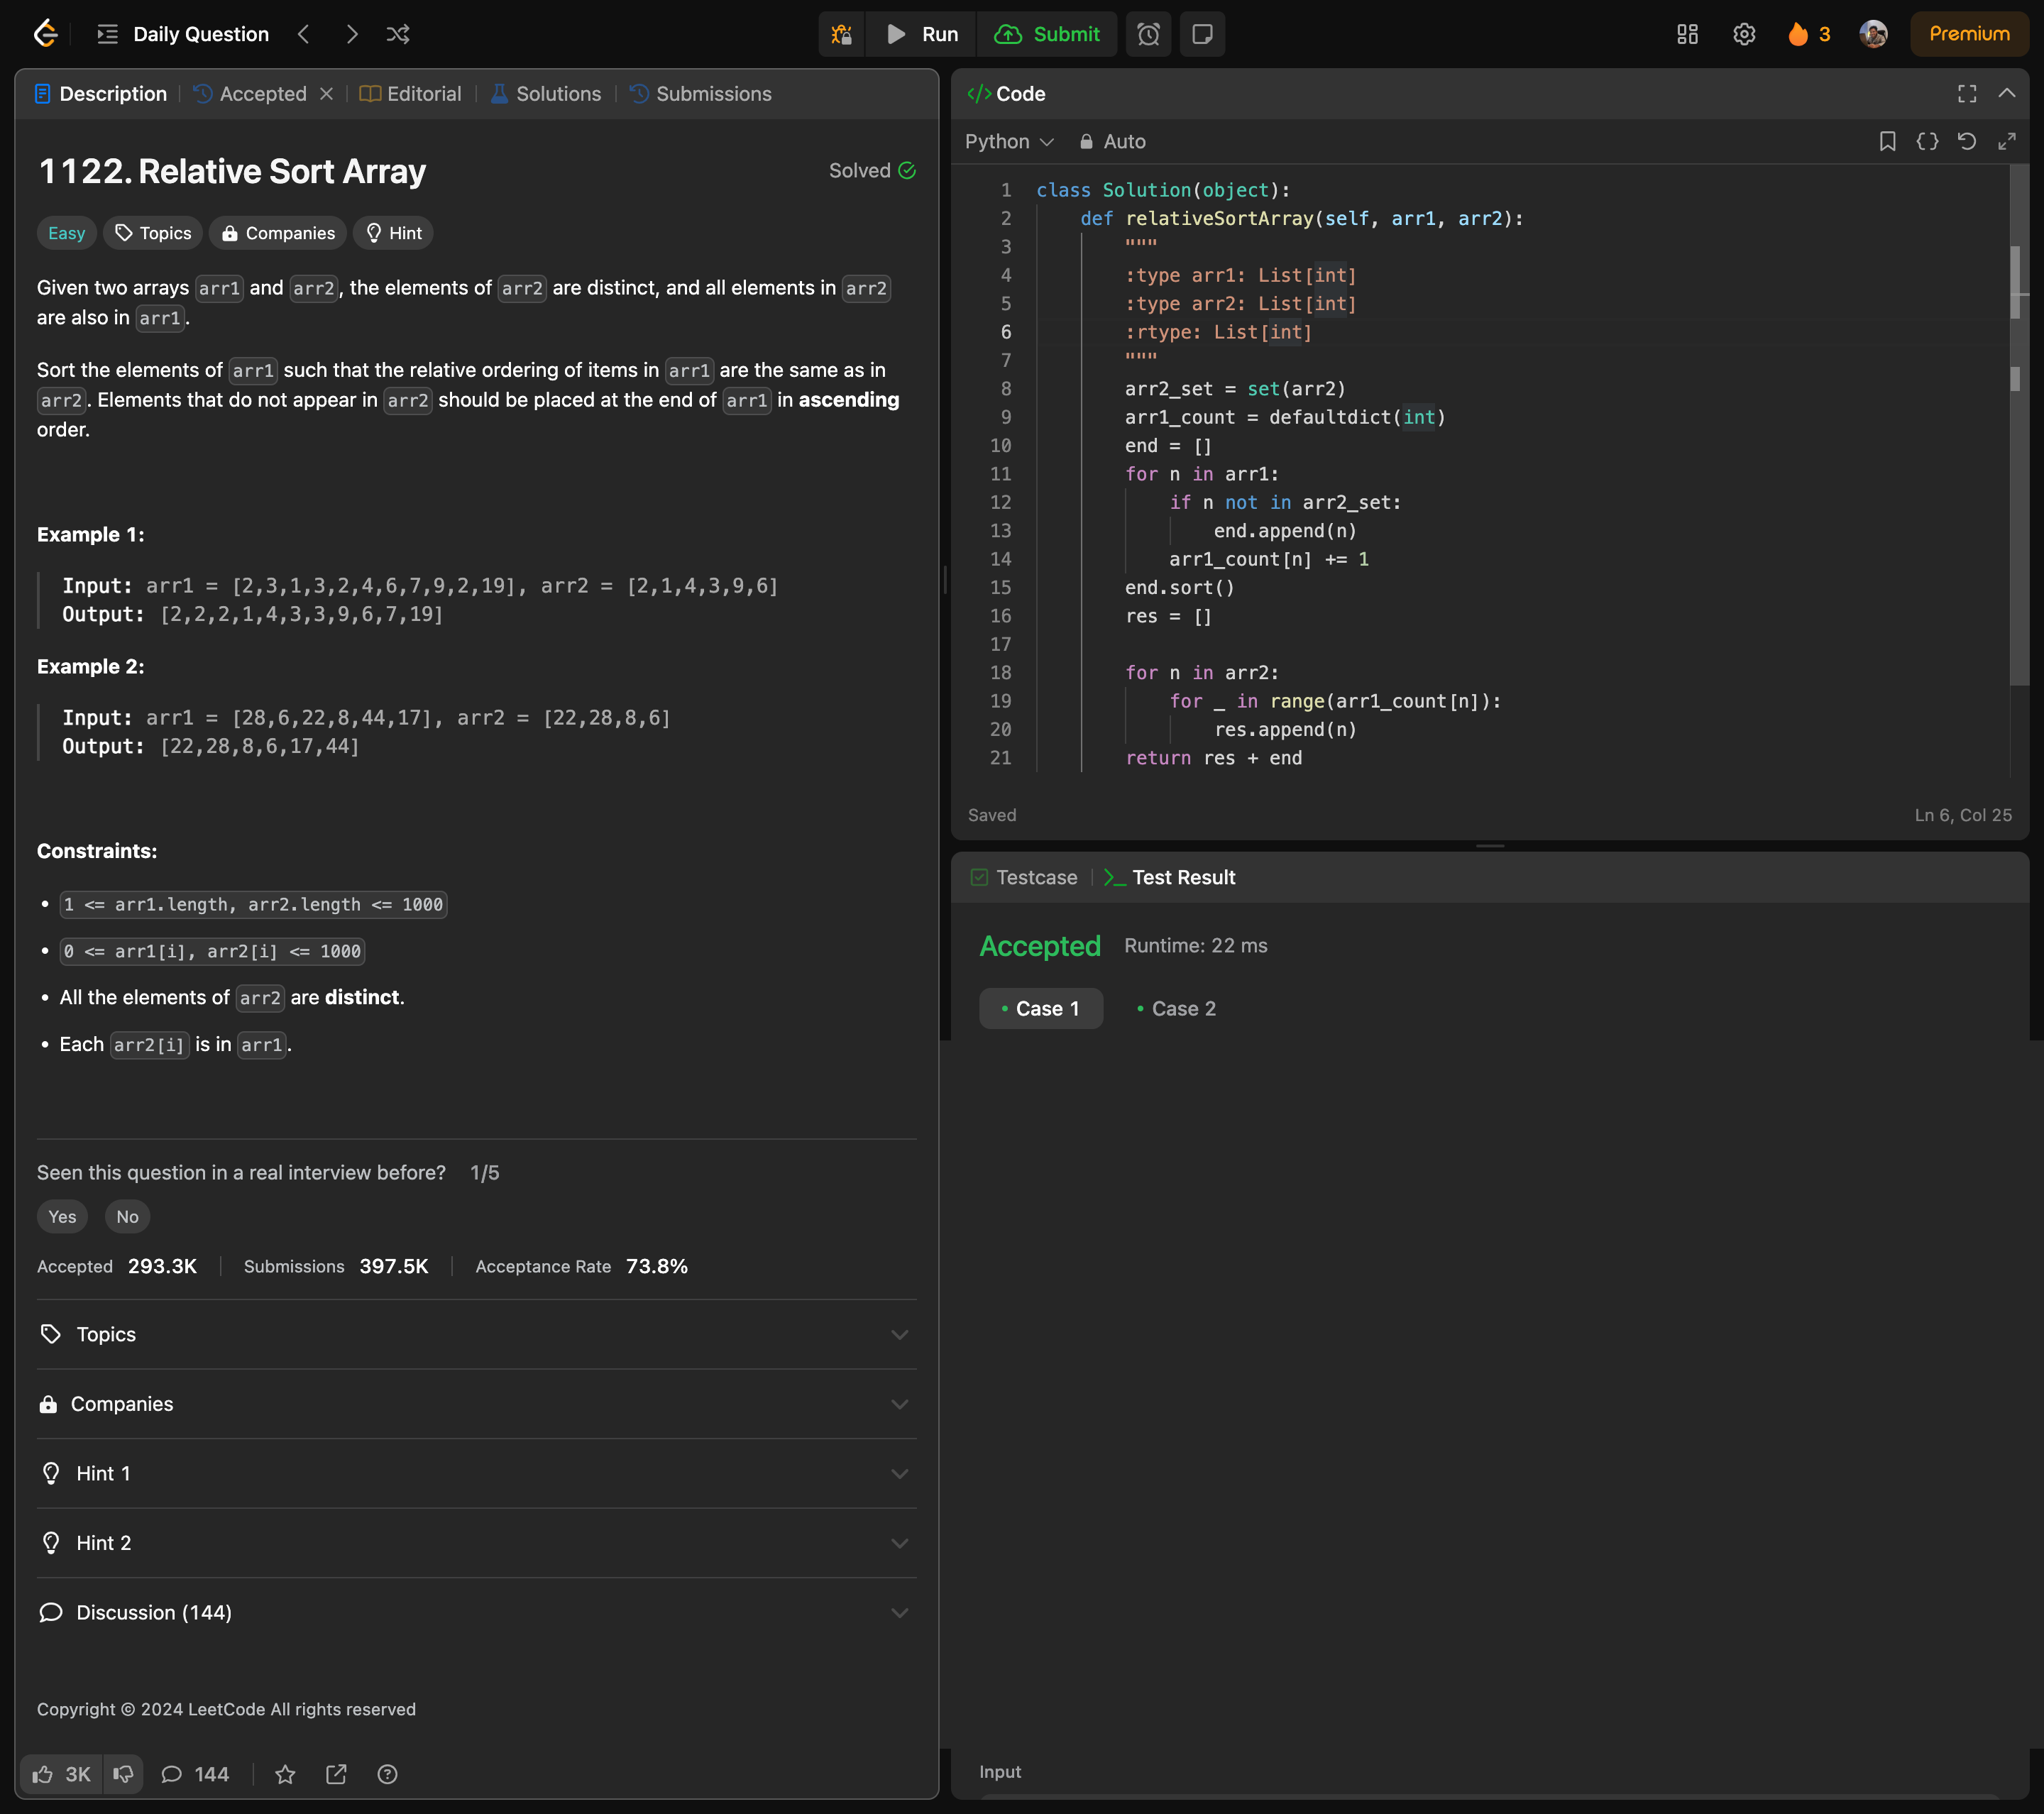 Daily Question
Run
Submit
3
Premium
Description
Accepted
Editorial
Solutions
Submissions
1122. Relative Sort Array
Solved
Easy
Topics
Companies
Hint
Given two arrays arr1 and arr2, the elements of arr2 are distinct, and all elements in arr2
are also in arr1.
Sort the elements of arr1 such that the relative ordering of items in arr1 are the same as in
arr2. Elements that do not appear in arr2 should be placed at the end of arr1 in ascending
order.
Example 1:
Input: arr1 = [2,3,1,3,2,4,6,7,9,2,19], arr2 = [2,1,4,3,9,6]
Output: [2,2,2,1,4,3,3,9,6,7,19]
Example 2:
Input: arr1 = [28,6,22,8,44,17], arr2 = [22,28,8,6]
Output: [22,28,8,6,17,44]
Constraints:
• 1 <= arr1.length, arr2.length <= 1000
• 0 <= arr1[i], arr2[i] <= 1000
• All the elements of arr2 are distinct.
• Each arr2[i] is in arr1.
Seen this question in a real interview before? 1/5
Yes
No
Accepted 293.3K
Submissions 397.5K
Acceptance Rate 73.8%
Topics
Companies
Hint 1
Hint 2
Discussion (144)
Copyright © 2024 LeetCode All rights reserved
3K
144
</> Code
Python
Auto
1 class Solution(object):
2 def relativeSortArray(self, arr1, arr2):
3 """
4 :type arr1: List[int]
5 :type arr2: List[int]
6 :rtype: List[int]
7 """
8 arr2_set = set(arr2)
9 arr1_count = defaultdict(int)
10 end = []
11 for n in arr1:
12 if n not in arr2_set:
13 end.append(n)
14 arr1_count[n] += 1
15 end.sort()
16 res = []
17
18 for n in arr2:
19 for _ in range(arr1_count[n]):
20 res.append(n)
21 return res + end
Saved
Ln 6, Col 25
Testcase
>_ Test Result
Accepted
Runtime: 22 ms
• Case 1
• Case 2
Input